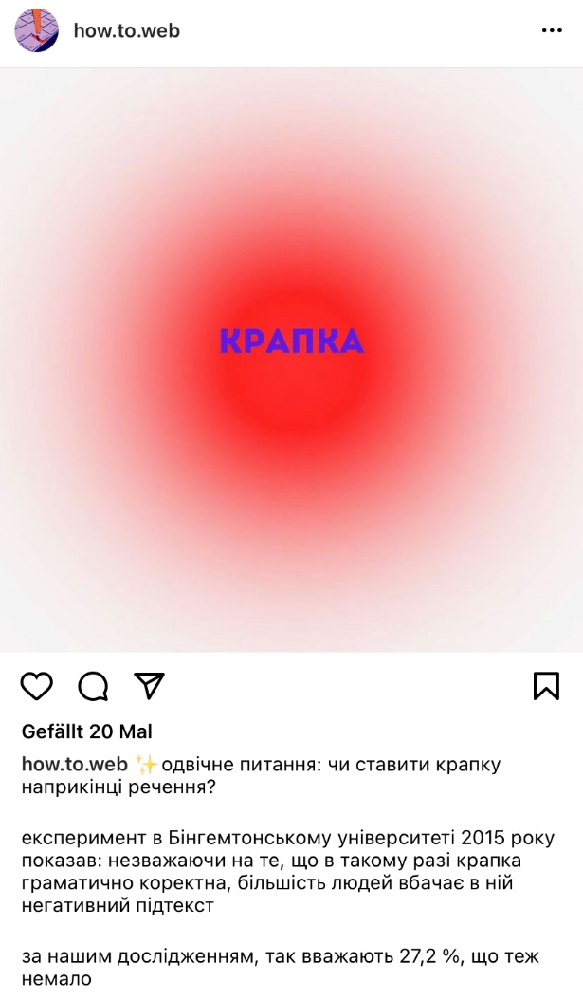 how.to.web
КРАПКА
Gefällt 20 Mal
how.to.web ✨ одвічне питання: чи ставити крапку
наприкінці речення?
експеримент в Бінгемтонському університеті 2015 року
показав: незважаючи на те, що в такому разі крапка
граматично коректна, більшість людей вбачає в ній
негативний підтекст
за нашим дослідженням, так вважають 27,2 %, що теж
немало